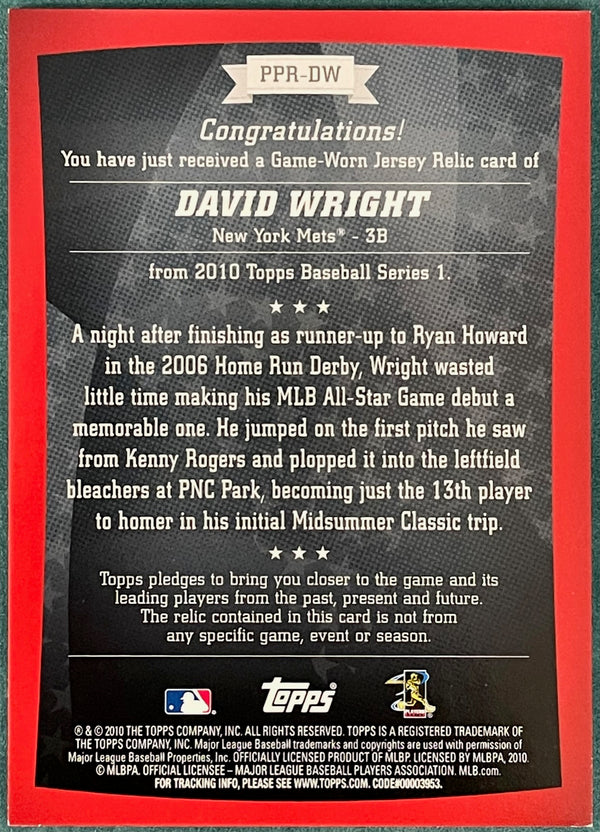 PPR-DW
Congratulations!
You have just received a Game-Worn Jersey Relic card of
DAVID WRIGHT
New York Mets® - 3B
from 2010 Topps Baseball Series 1.
A night after finishing as runner-up to Ryan Howard
in the 2006 Home Run Derby, Wright wasted
little time making his MLB All-Star Game debut a
memorable one. He jumped on the first pitch he saw
from Kenny Rogers and plopped it into the leftfield
bleachers at PNC Park, becoming just the 13th player
to homer in his initial Midsummer Classic trip.
Topps pledges to bring you closer to the game and its
leading players from the past, present and future.
The relic contained in this card is not from
any specific game, event or season.
topps
® & © 2010 THE TOPPS COMPANY, INC. ALL RIGHTS RESERVED. TOPPS IS A REGISTERED TRADEMARK OF
THE TOPPS COMPANY, INC. Major League Baseball trademarks and copyrights are used with permission of
Major League Baseball Properties, Inc. OFFICIALLY LICENSED PRODUCT OF MLBP. LICENSED BY MLBPA, 2010.
© MLBPA. OFFICIAL LICENSEE – MAJOR LEAGUE BASEBALL PLAYERS ASSOCIATION. MLB.com.
FOR TRACKING INFO, PLEASE SEE WWW.TOPPS.COM. CODE#00003953.